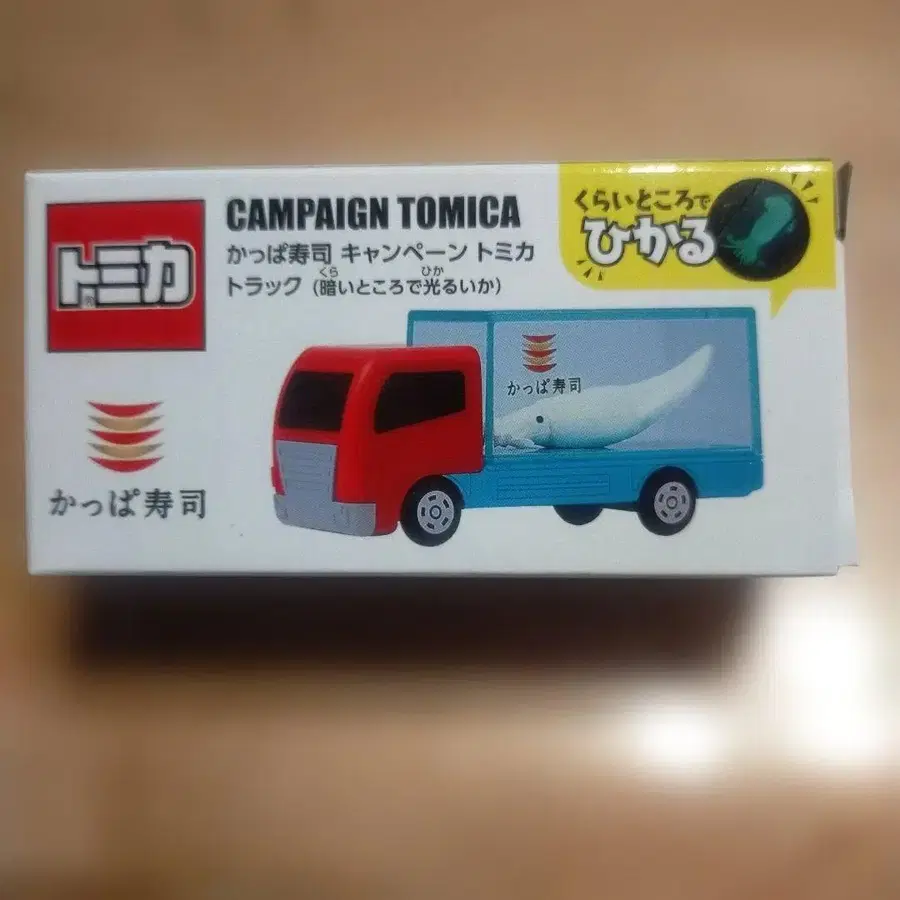 トミカ
CAMPAIGN TOMICA
かっぱ寿司 キャンペーン トミカ
トラック（暗いところで光るいか）
くら
ひか
くらいところで
ひかる
かっぱ寿司
かっぱ寿司